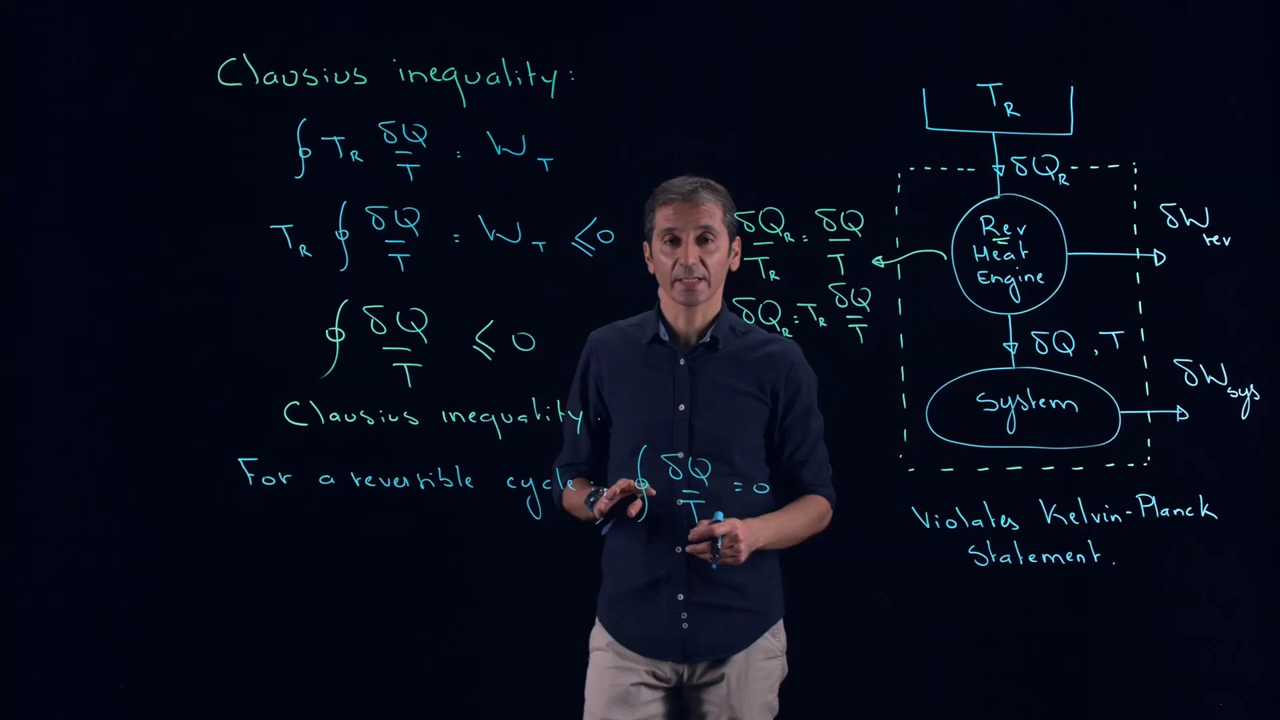 Clausius inequality:
∮ T_R δQ/T = W_T
T_R ∮ δQ/T = W_T ≤ 0
∮ δQ/T ≤ 0
Clausius inequality.
For a reversible cycle: ∮ δQ/T = 0
δQ_R/T_R = δQ/T
δQ_R = T_R δQ/T
T_R
δQ_R
Rev
Heat
Engine
δW_rev
δQ, T
System
δW_sys
Violates Kelvin-Planck
Statement.